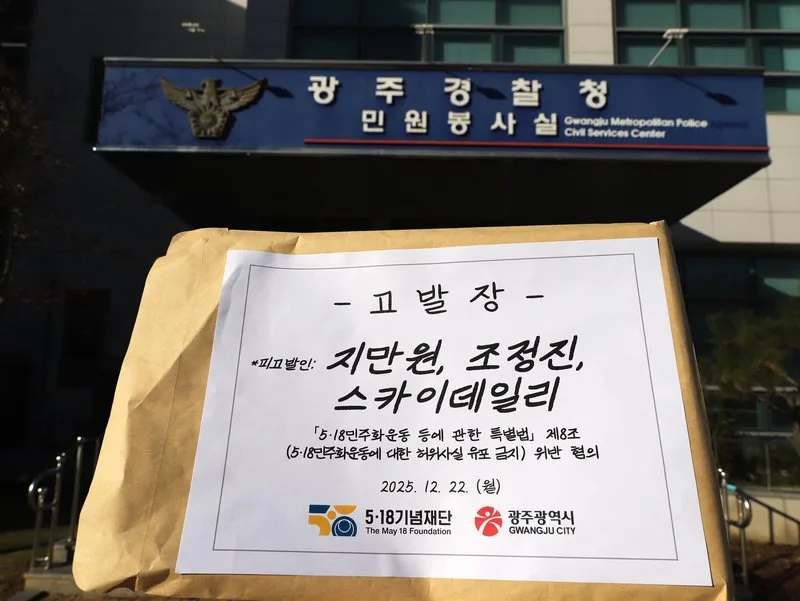 광주경찰청
민원봉사실 Gwangju Metropolitan Police Agency
Civil Services Center
- 고발장 -
*피고발인: 지만원, 조정진,
스카이데일리
「5·18민주화운동 등에 관한 특별법」 제8조
(5·18민주화운동에 대한 허위사실 유포 금지) 위반 혐의
2025. 12. 22. (월)
5·18기념재단
The May 18 Foundation
광주광역시
GWANGJU CITY